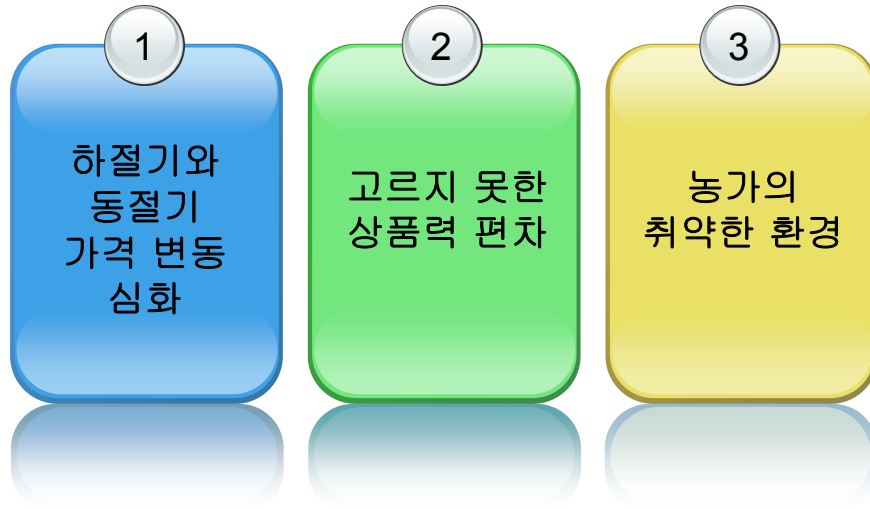 1
하절기와
동절기
가격 변동
심화
2
고르지 못한
상품력 편차
3
농가의
취약한 환경